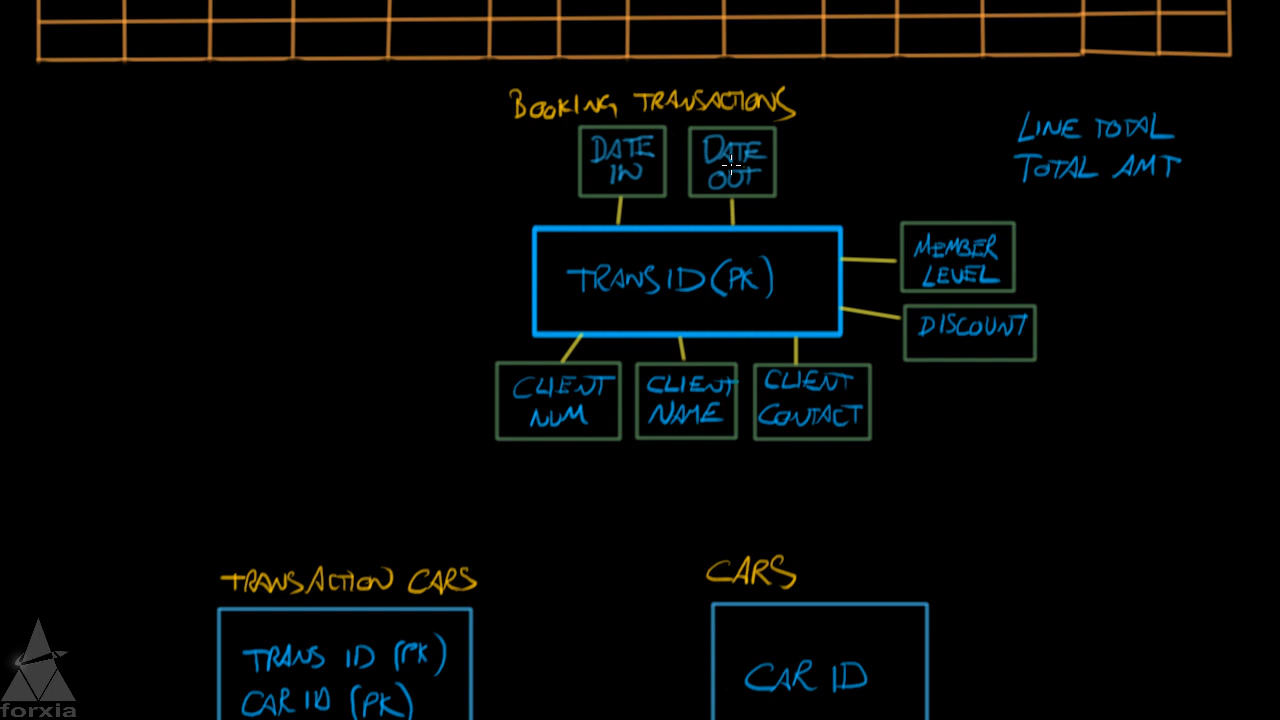 BOOKING TRANSACTIONS
DATE
IN
DATE
OUT
LINE TOTAL
TOTAL AMT
TRANS ID (PK)
MEMBER
LEVEL
DISCOUNT
CLIENT
NUM
CLIENT
NAME
CLIENT
CONTACT
TRANSACTION CARS
CARS
TRANS ID (PK)
CAR ID (PK)
CAR ID
forxia